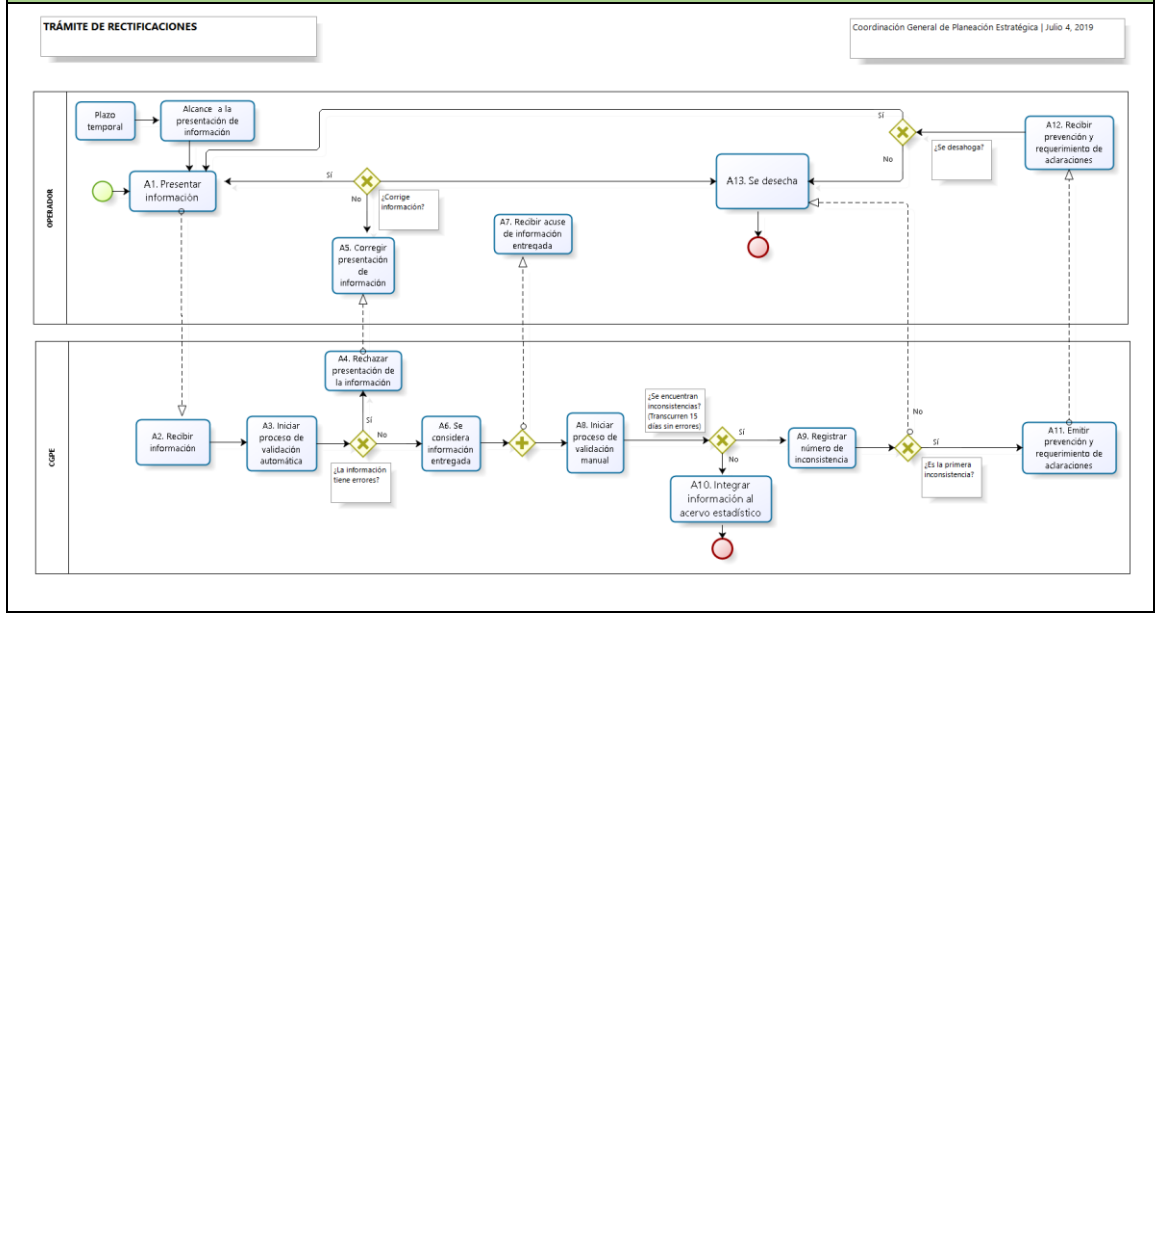 TRÁMITE DE RECTIFICACIONES
Coordinación General de Planeación Estratégica | Julio 4, 2019
OPERADOR
Plazo
temporal
Alcance a la
presentación de
información
A1. Presentar
información
Sí
No
¿Corrige
información?
A5. Corregir
presentación
de
información
A7. Recibir acuse
de información
entregada
A13. Se desecha
Sí
No
¿Se desahoga?
A12. Recibir
prevención y
requerimiento de
aclaraciones
CGPE
A2. Recibir
información
A3. Iniciar
proceso de
validación
automática
A4. Rechazar
presentación de
la información
Sí
No
¿La información
tiene errores?
A6. Se
considera
información
entregada
A8. Iniciar
proceso de
validación
manual
¿Se encuentran
inconsistencias?
(Transcurren 15
días sin errores)
Sí
No
A10. Integrar
información al
acervo estadístico
A9. Registrar
número de
inconsistencia
No
Sí
¿Es la primera
inconsistencia?
A11. Emitir
prevención y
requerimiento de
aclaraciones